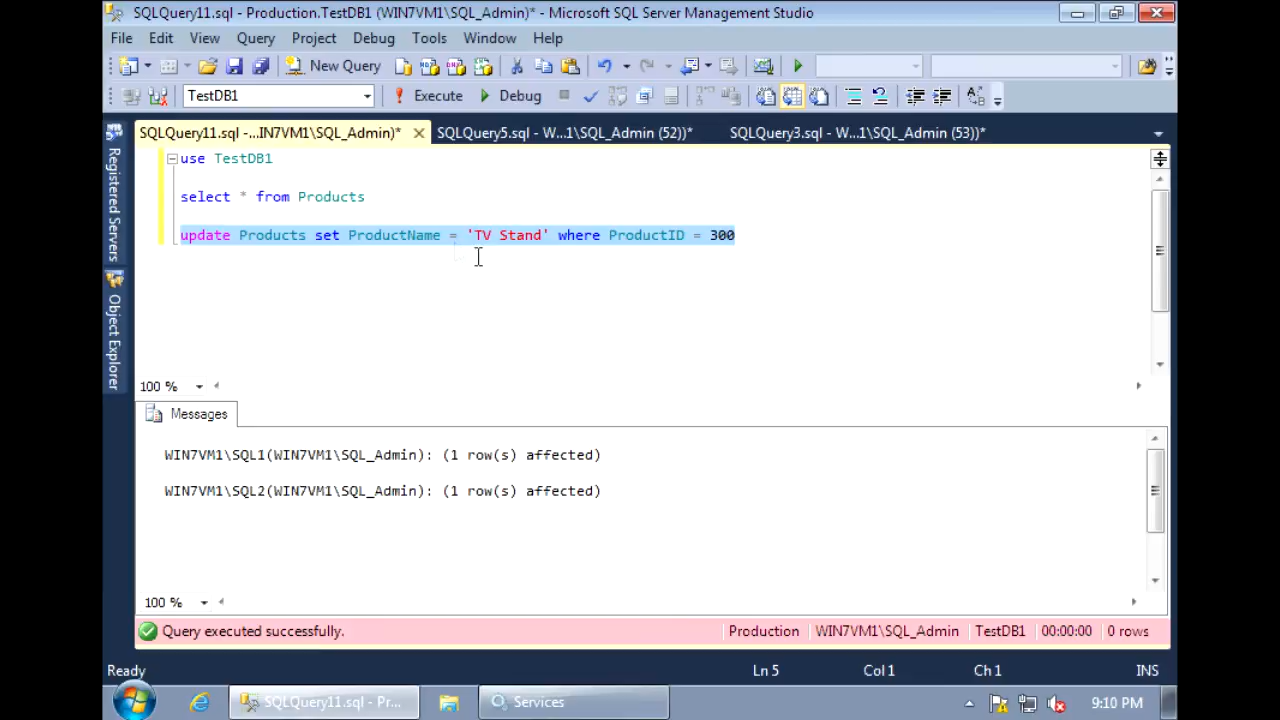 SQLQuery11.sql - Production.TestDB1 (WIN7VM1\SQL_Admin)* - Microsoft SQL Server Management Studio
File Edit View Query Project Debug Tools Window Help
New Query
TestDB1 Execute Debug
SQLQuery11.sql -...IN7VM1\SQL_Admin)* SQLQuery5.sql - W...1\SQL_Admin (52))* SQLQuery3.sql - W...1\SQL_Admin (53))*
Registered Servers
Object Explorer
use TestDB1
select * from Products
update Products set ProductName = 'TV Stand' where ProductID = 300
100 %
Messages
WIN7VM1\SQL1(WIN7VM1\SQL_Admin): (1 row(s) affected)
WIN7VM1\SQL2(WIN7VM1\SQL_Admin): (1 row(s) affected)
100 %
Query executed successfully. Production WIN7VM1\SQL_Admin TestDB1 00:00:00 0 rows
Ready Ln 5 Col 1 Ch 1 INS
SQLQuery11.sql - Pr... Services 9:10 PM